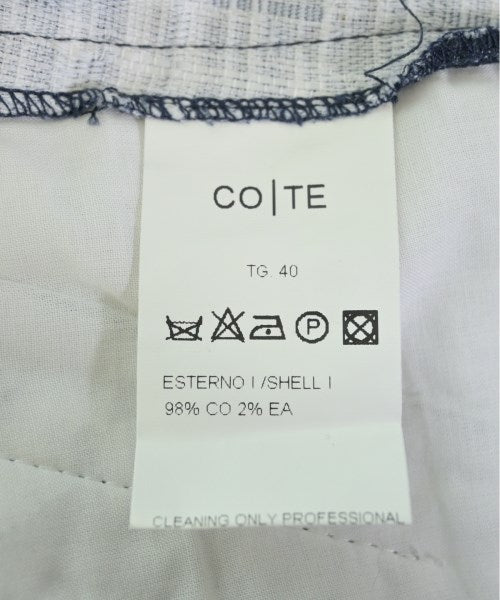 CO|TE
TG 40
P
ESTERNO I /SHELL I
98% CO 2% EA
CLEANING ONLY PROFESSIONAL